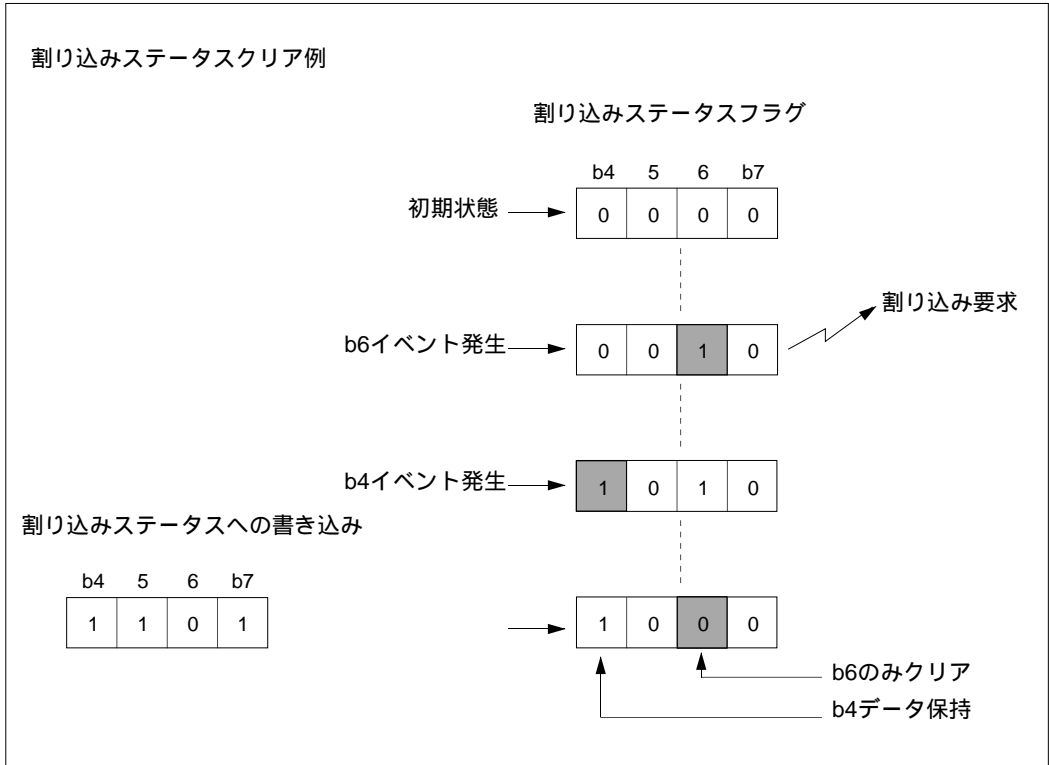 割り込みステータスクリア例
割り込みステータスフラグ
b4 5 6 b7
初期状態 0 0 0 0
割り込み要求
b6イベント発生 0 0 1 0
b4イベント発生 1 0 1 0
割り込みステータスへの書き込み
b4 5 6 b7
1 1 0 1 1 0 0 0
b6のみクリア
b4データ保持